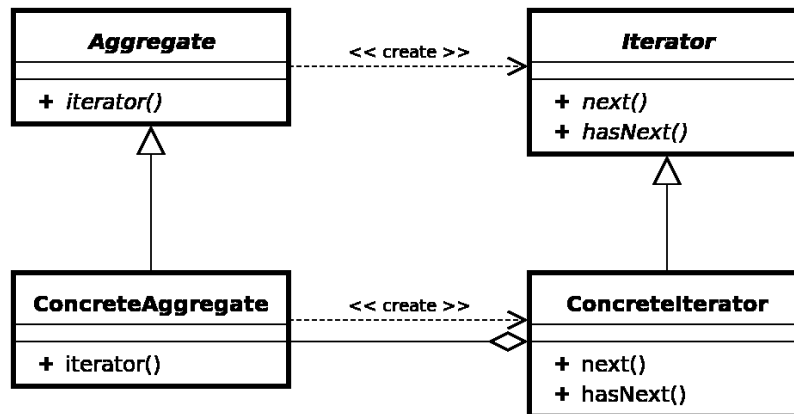 Aggregate
+ iterator()
<< create >>
Iterator
+ next()
+ hasNext()
ConcreteAggregate
+ iterator()
<< create >>
ConcreteIterator
+ next()
+ hasNext()